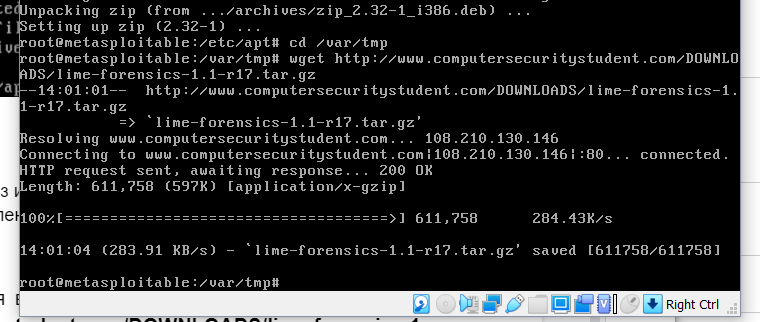 Unpacking zip (from .../archives/zip_2.32-1_i386.deb) ...
Setting up zip (2.32-1) ...
root@metasploitable:/etc/apt# cd /var/tmp
root@metasploitable:/var/tmp# wget http://www.computersecuritystudent.com/DOWNLO
ADS/lime-forensics-1.1-r17.tar.gz
--14:01:01-- http://www.computersecuritystudent.com/DOWNLOADS/lime-forensics-1.
1-r17.tar.gz
=> `lime-forensics-1.1-r17.tar.gz'
Resolving www.computersecuritystudent.com... 108.210.130.146
Connecting to www.computersecuritystudent.com|108.210.130.146|:80... connected.
HTTP request sent, awaiting response... 200 OK
Length: 611,758 (597K) [application/x-gzip]
100%[====================================>] 611,758 284.43K/s
14:01:04 (283.91 KB/s) - `lime-forensics-1.1-r17.tar.gz' saved [611758/611758]
root@metasploitable:/var/tmp#
Right Ctrl